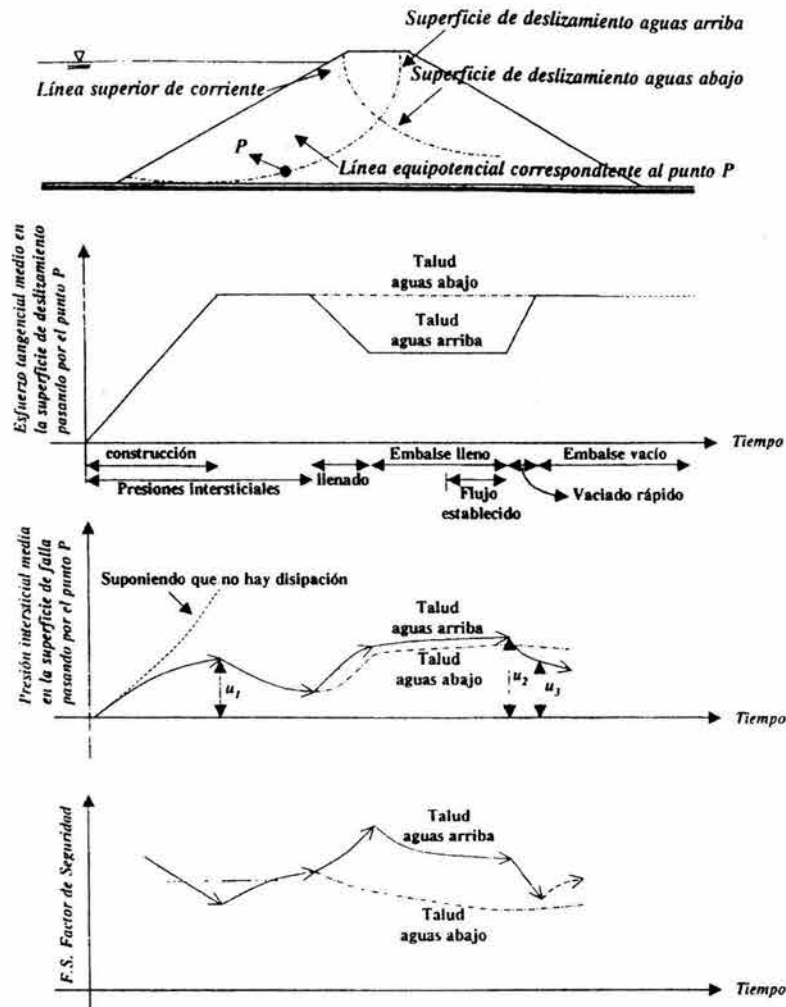 Superficie de deslizamiento aguas arriba
Línea superior de corriente
Superficie de deslizamiento aguas abajo
P
Línea equipotencial correspondiente al punto P
Esfuerzo tangencial medio en
la superficie de deslizamiento
pasando por el punto P
Talud
aguas abajo
Talud
aguas arriba
Tiempo
construcción
Embalse lleno
Embalse vacío
Presiones intersticiales
llenado
Flujo
establecido
Vaciado rápido
Presión intersticial media
en la superficie de falla
pasando por el punto P
Suponiendo que no hay disipación
Talud
aguas arriba
Talud
aguas abajo
u1
u2
u3
Tiempo
F.S. Factor de Seguridad
Talud
aguas arriba
Talud
aguas abajo
Tiempo